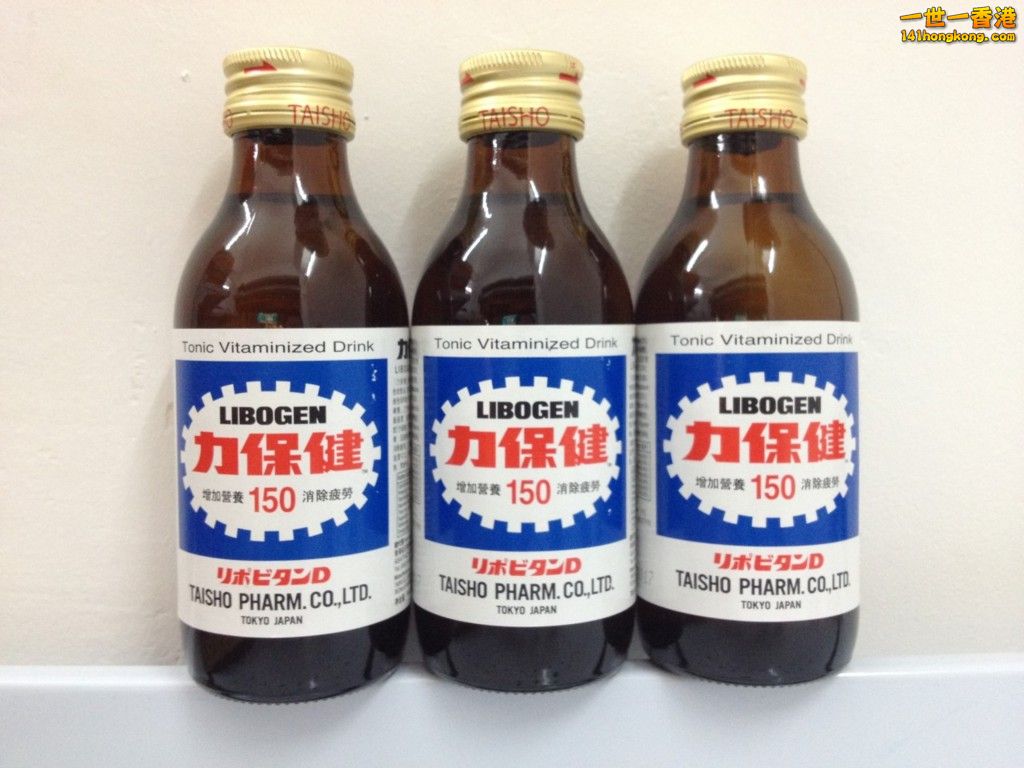 一世一香港
141hongkong.com
TAISHO
TAISHO
TAISHO
Tonic Vitaminized Drink
LIBOGEN
力保健
增加營養 150 消除疲勞
リポビタンD
TAISHO PHARM.CO.,LTD.
TOKYO JAPAN
Tonic Vitaminized Drink
LIBOGEN
力保健
增加營養 150 消除疲勞
リポビタンD
TAISHO PHARM.CO.,LTD.
TOKYO JAPAN
Tonic Vitaminized Drink
LIBOGEN
力保健
增加營養 150 消除疲勞
リポビタンD
TAISHO PHARM.CO.,LTD.
TOKYO JAPAN